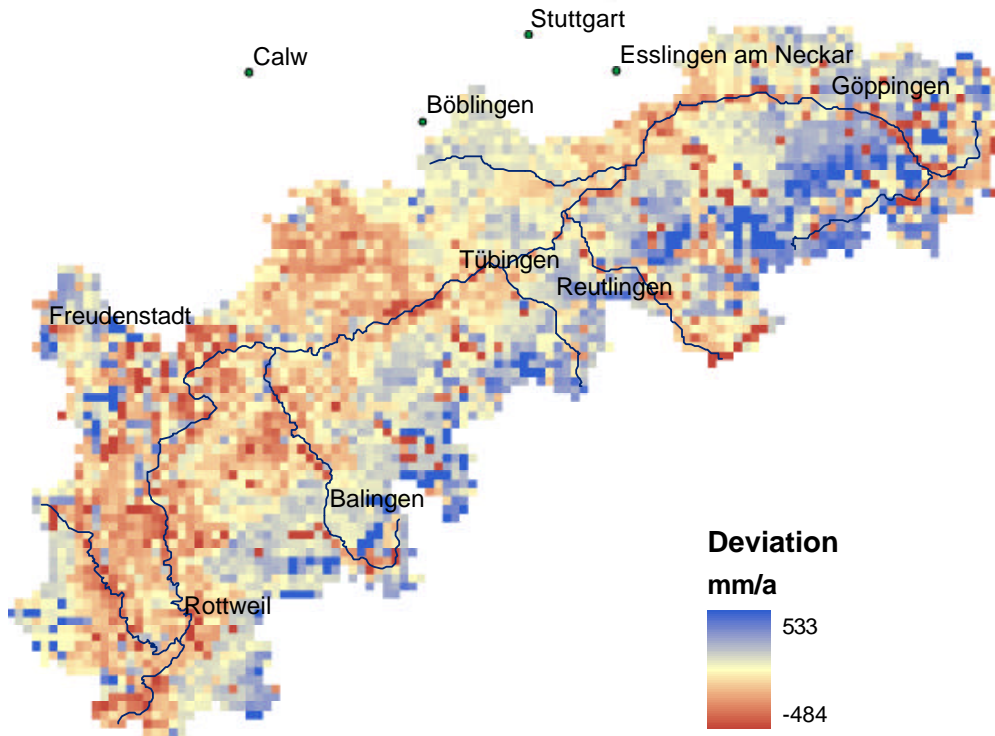 Stuttgart
Calw
Esslingen am Neckar
Göppingen
Böblingen
Tübingen
Reutlingen
Freudenstadt
Balingen
Rottweil
Deviation
mm/a
533
-484